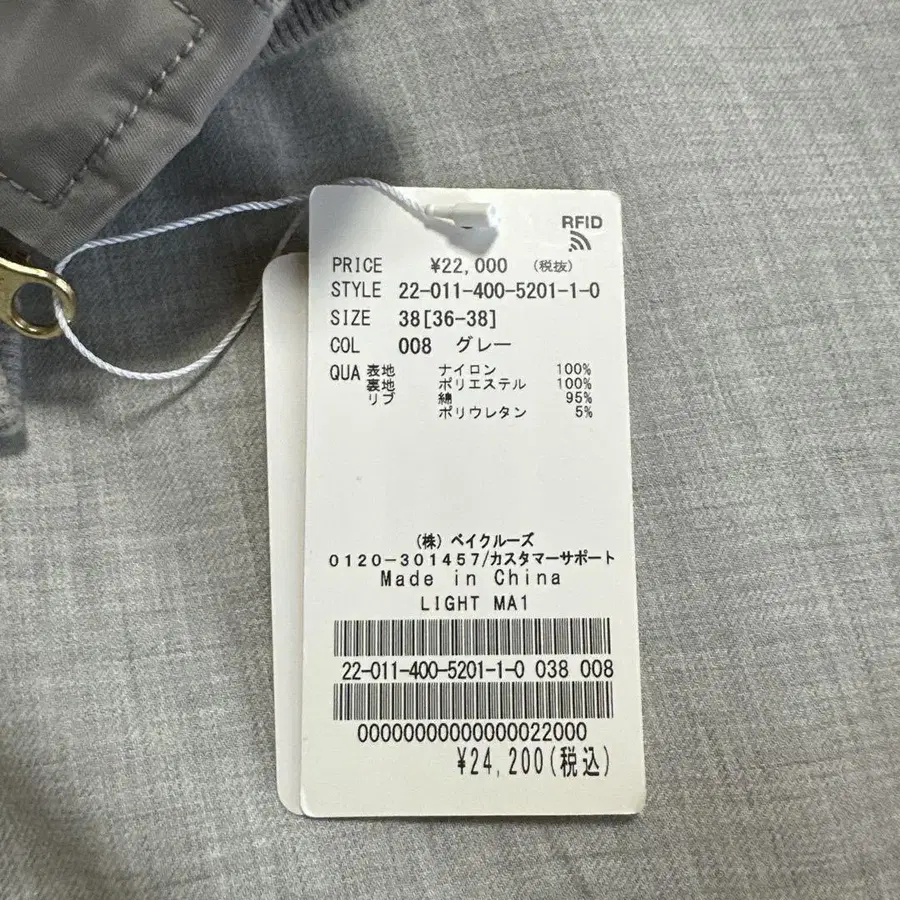 RFID
PRICE ¥22,000 (税抜)
STYLE 22-011-400-5201-1-0
SIZE 38[36-38]
COL 008 グレー
QUA 表地 ナイロン 100%
裏地 ポリエステル 100%
リブ 綿 95%
ポリウレタン 5%
(株) ベイクルーズ
0120-301457/カスタマーサポート
Made in China
LIGHT MA1
22-011-400-5201-1-0 038 008
00000000000000022000
¥24,200(税込)